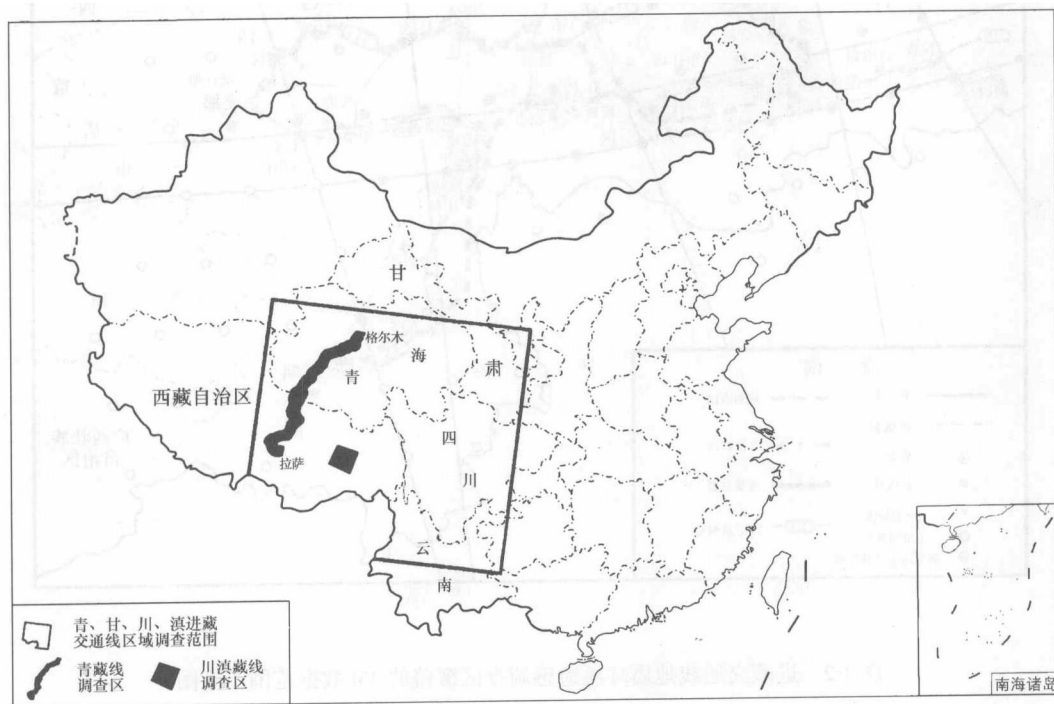 甘
格尔木
海
青
肃
西藏自治区
四
拉萨
川
云
南
青、甘、川、滇进藏
交通线区域调查范围
青藏线
调查区
川滇藏线
调查区
南海诸岛